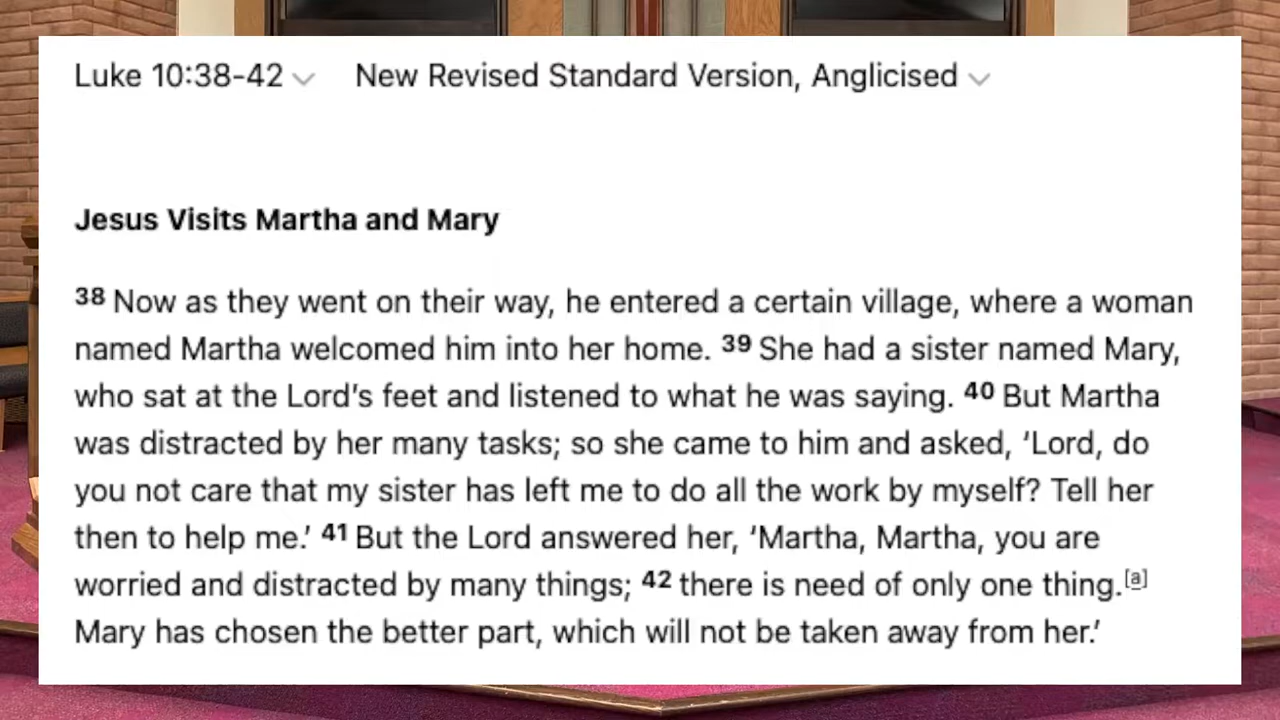 Luke 10:38-42 New Revised Standard Version, Anglicised
Jesus Visits Martha and Mary
38 Now as they went on their way, he entered a certain village, where a woman
named Martha welcomed him into her home. 39 She had a sister named Mary,
who sat at the Lord’s feet and listened to what he was saying. 40 But Martha
was distracted by her many tasks; so she came to him and asked, ‘Lord, do
you not care that my sister has left me to do all the work by myself? Tell her
then to help me.’ 41 But the Lord answered her, ‘Martha, Martha, you are
worried and distracted by many things; 42 there is need of only one thing.[a]
Mary has chosen the better part, which will not be taken away from her.’